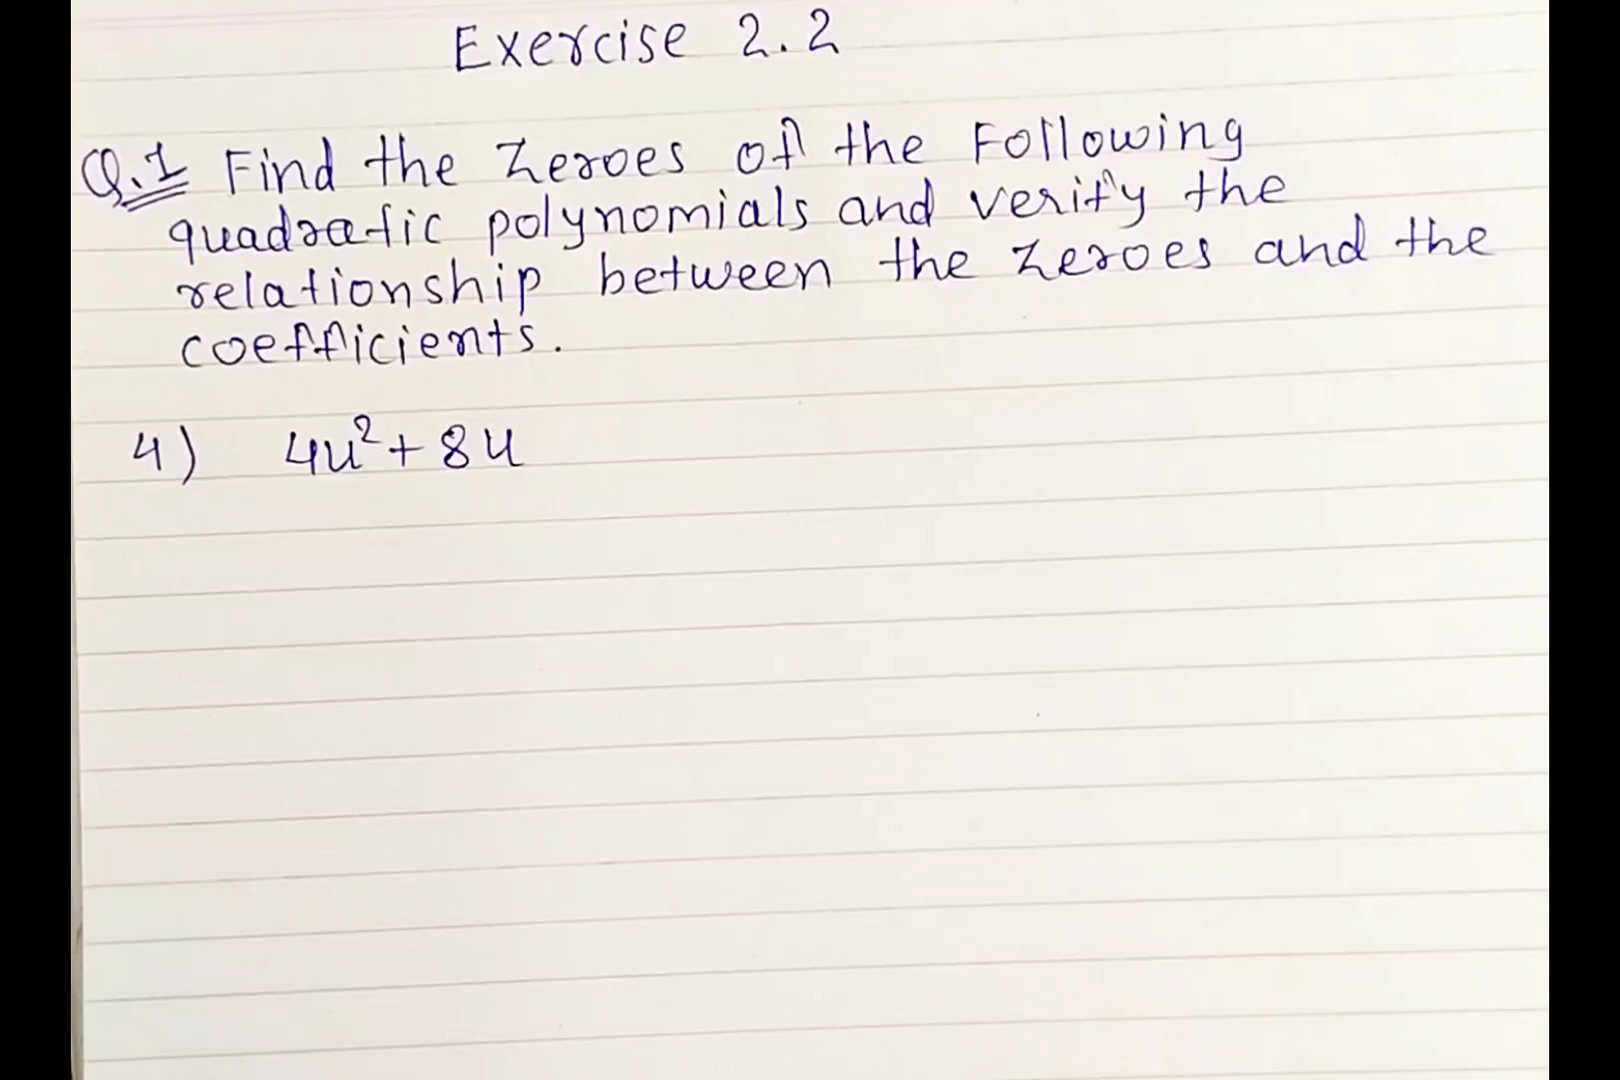 Exercise 2.2
Q.1 Find the zeroes of the Following
quadratic polynomials and verify the
relationship between the zeroes and the
coefficients.
4) 4u²+8u